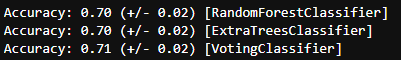 Accuracy: 0.70 (+/- 0.02) [RandomForestClassifier]
Accuracy: 0.70 (+/- 0.02) [ExtraTreesClassifier]
Accuracy: 0.71 (+/- 0.02) [VotingClassifier]